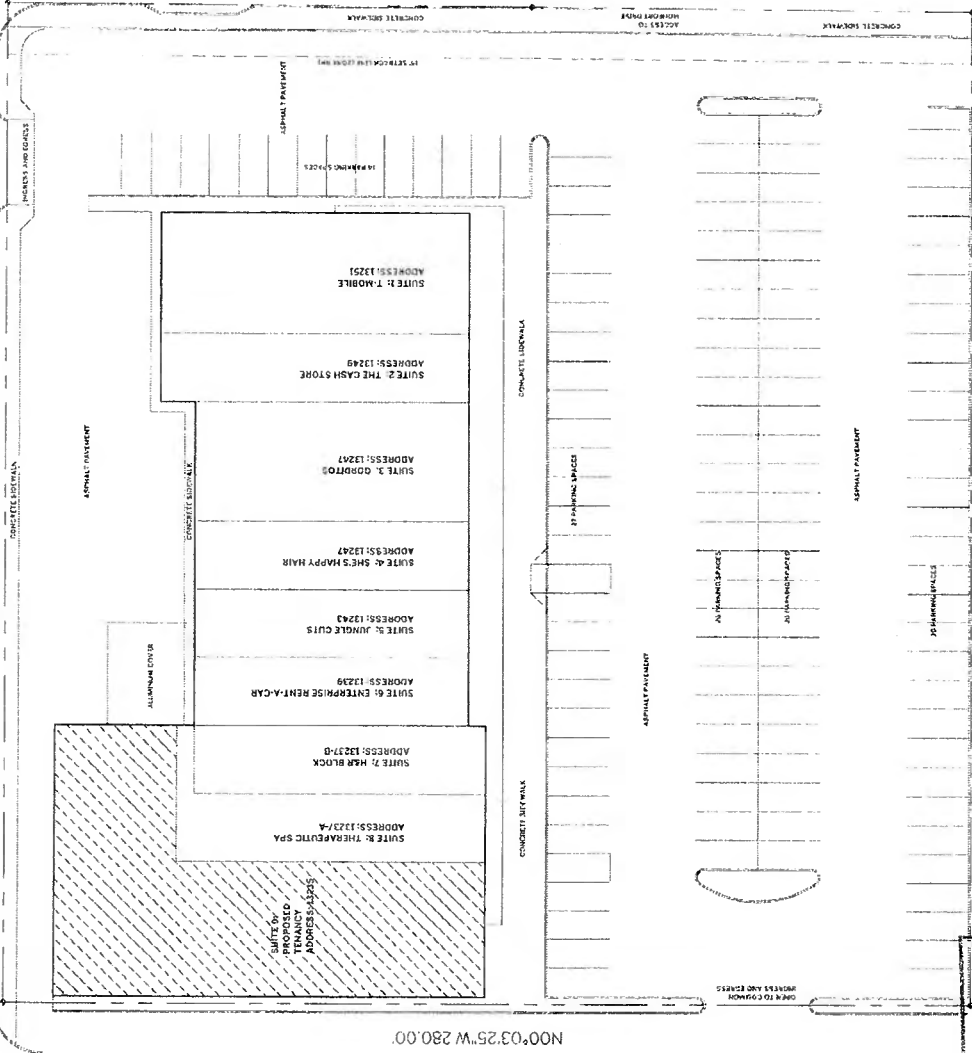 CONCRETE SIDEWALK
ACCESS TO
MONFORT DRIVE
CONCRETE SIDEWALK
15' SETBACK LINE
ASPHALT PAVEMENT
INGRESS AND EGRESS
14 PARKING SPACES
SUITE 1: T-MOBILE
ADDRESS: 13251
SUITE 2: THE CASH STORE
ADDRESS: 13249
CONCRETE SIDEWALK
CONCRETE SIDEWALK
ASPHALT PAVEMENT
CONCRETE SIDEWALK
SUITE 3: GORDITOS
ADDRESS: 13247
27 PARKING SPACES
ASPHALT PAVEMENT
SUITE 4: SHE'S HAPPY HAIR
ADDRESS: 13247
SUITE 5: JUNGLE CUTS
ADDRESS: 13243
20 PARKING SPACES
20 PARKING SPACES
20 PARKING SPACES
ALUMINUM COVER
SUITE 6: ENTERPRISE RENT-A-CAR
ADDRESS: 13239
ASPHALT PAVEMENT
SUITE 7: H&R BLOCK
ADDRESS: 13237-B
SUITE 8: THERAPEUTIC SPA
ADDRESS: 13237-A
CONCRETE SIDEWALK
SUITE 9:
PROPOSED
TENANCY
ADDRESS: 13235
OPEN TO COMMON
INGRESS AND EGRESS
N00°03'25"W 280.00'